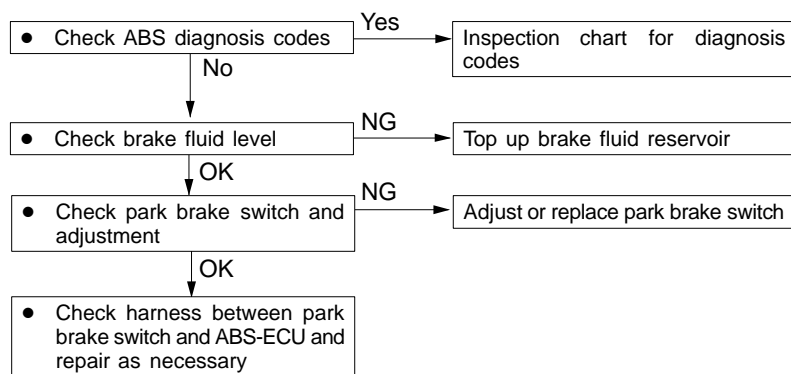 ● Check ABS diagnosis codes
Yes
Inspection chart for diagnosis
codes
No
● Check brake fluid level
NG
Top up brake fluid reservoir
OK
● Check park brake switch and
adjustment
NG
Adjust or replace park brake switch
OK
● Check harness between park
brake switch and ABS-ECU and
repair as necessary